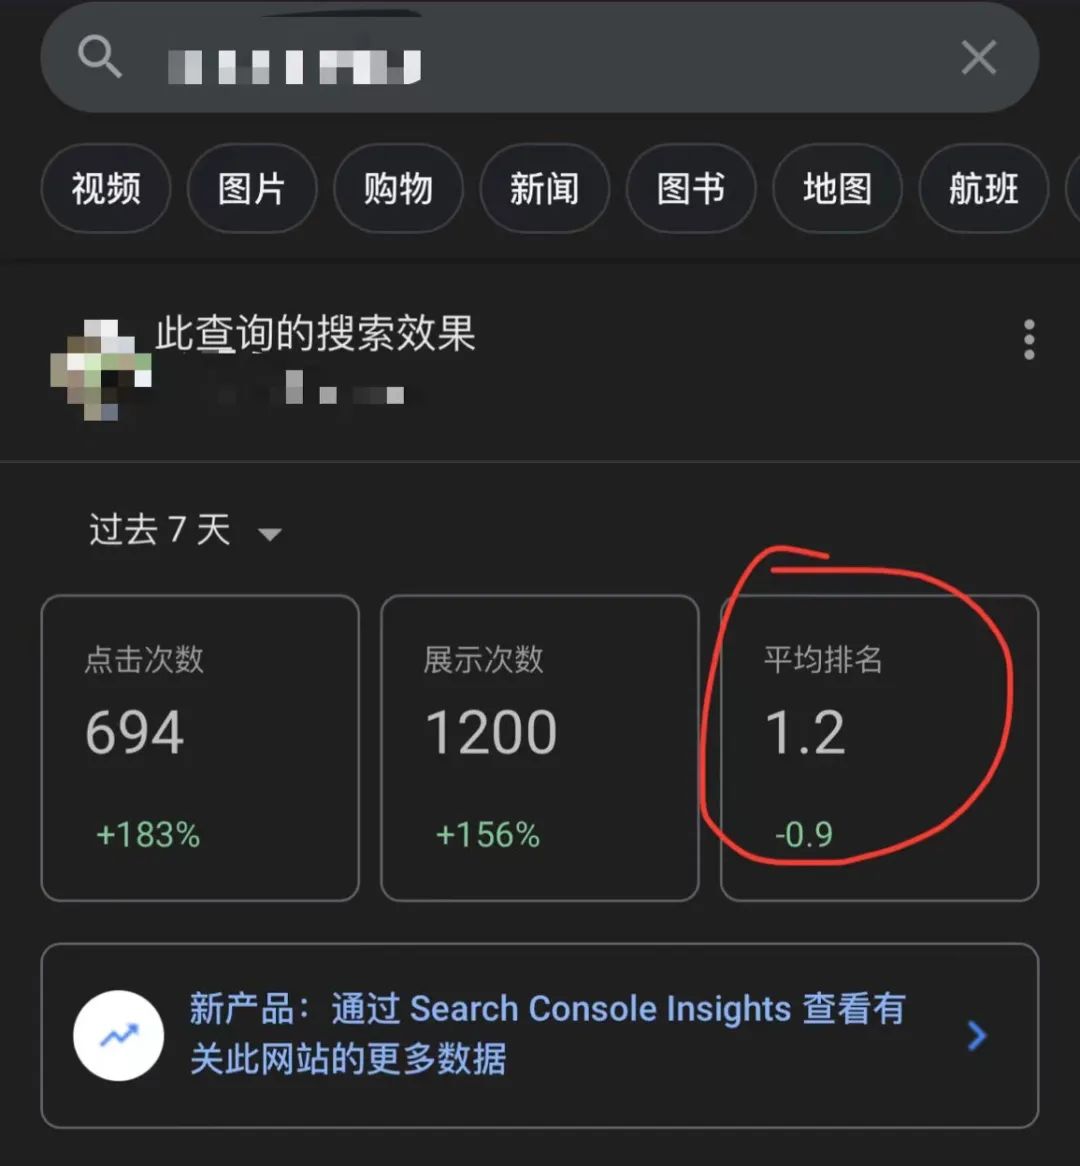 视频 图片 购物 新闻 图书 地图 航班
此查询的搜索效果
过去 7 天
点击次数 展示次数 平均排名
694 1200 1.2
+183% +156% -0.9
新产品：通过 Search Console Insights 查看有
关此网站的更多数据